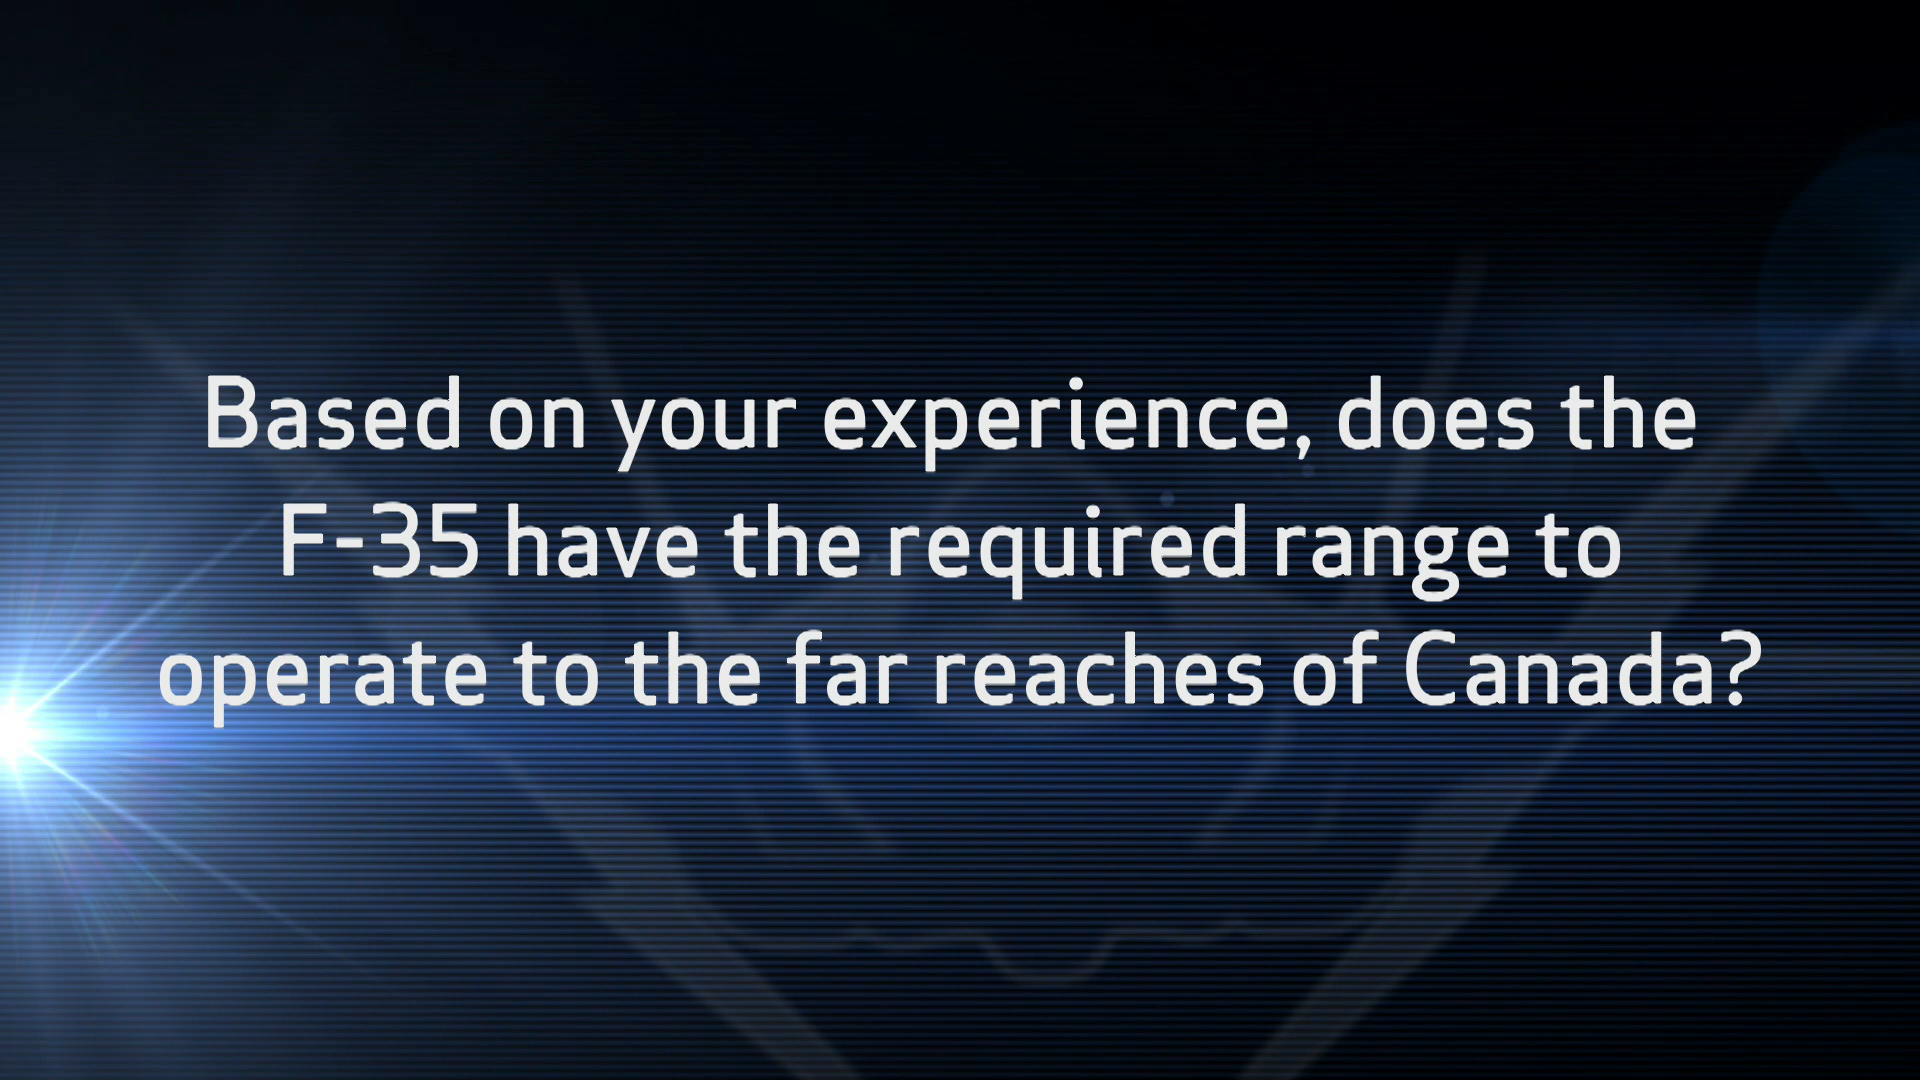 Based on your experience, does the
F-35 have the required range to
operate to the far reaches of Canada?